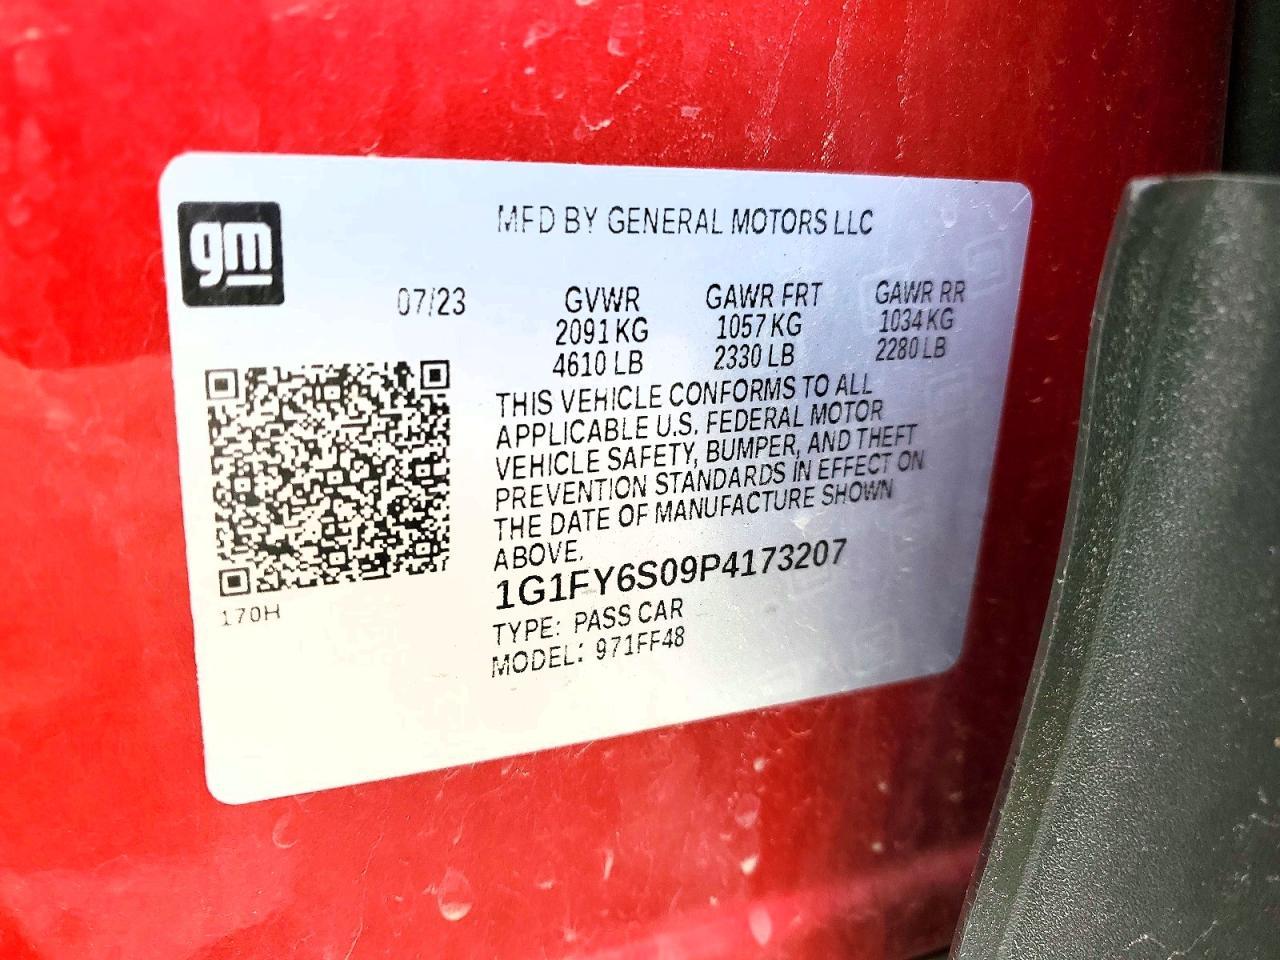 gm
MFD BY GENERAL MOTORS LLC
07/23
GVWR GAWR FRT GAWR RR
2091 KG 1057 KG 1034 KG
4610 LB 2330 LB 2280 LB
THIS VEHICLE CONFORMS TO ALL
APPLICABLE U.S. FEDERAL MOTOR
VEHICLE SAFETY, BUMPER, AND THEFT
PREVENTION STANDARDS IN EFFECT ON
THE DATE OF MANUFACTURE SHOWN
ABOVE.
1G1FY6S09P4173207
170H
TYPE: PASS CAR
MODEL: 971FF48